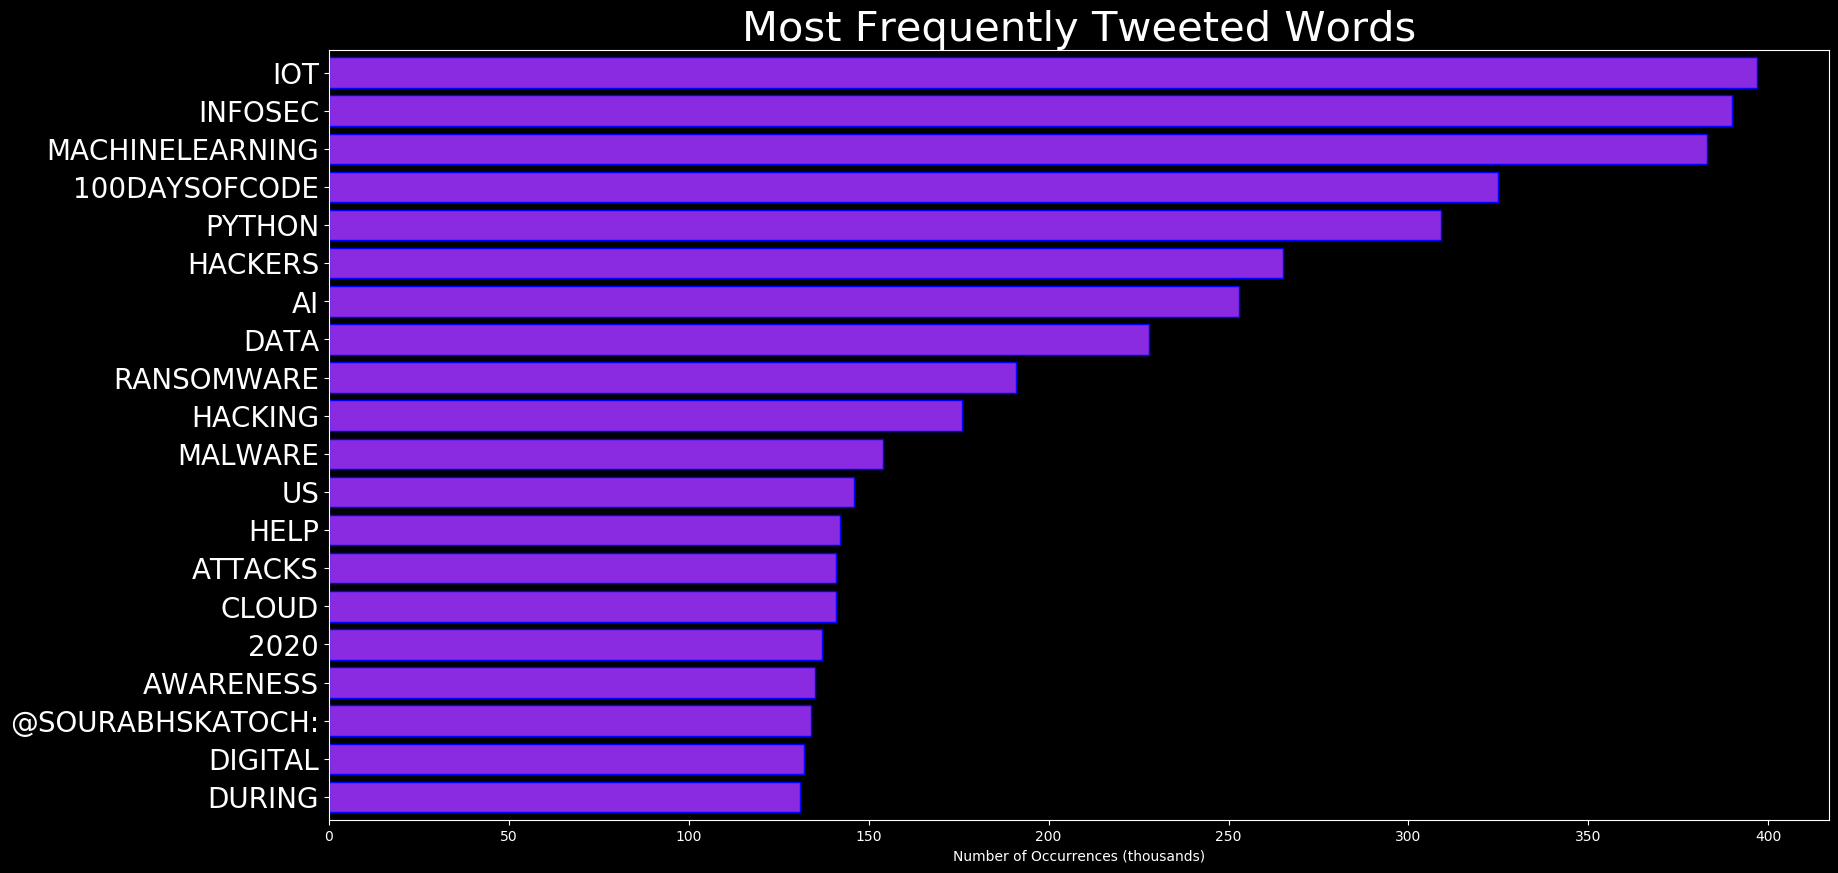 Most Frequently Tweeted Words
IOT
INFOSEC
MACHINELEARNING
100DAYSOFCODE
PYTHON
HACKERS
AI
DATA
RANSOMWARE
HACKING
MALWARE
US
HELP
ATTACKS
CLOUD
2020
AWARENESS
@SOURABHSKATOCH:
DIGITAL
DURING
0 50 100 150 200 250 300 350 400
Number of Occurrences (thousands)